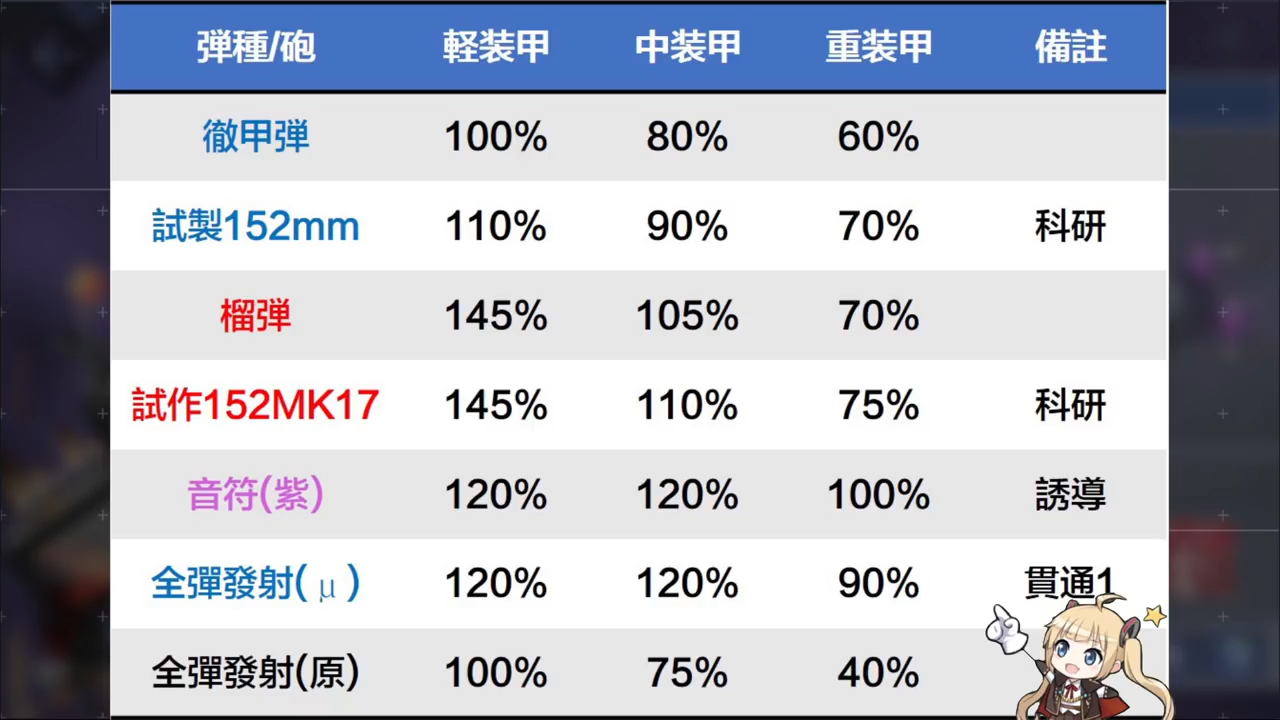 弾種/砲 軽装甲 中装甲 重装甲 備註
徹甲弾 100% 80% 60%
試製152mm 110% 90% 70% 科研
榴弾 145% 105% 70%
試作152MK17 145% 110% 75% 科研
音符(紫) 120% 120% 100% 誘導
全彈發射(μ) 120% 120% 90% 貫通1
全彈發射(原) 100% 75% 40%